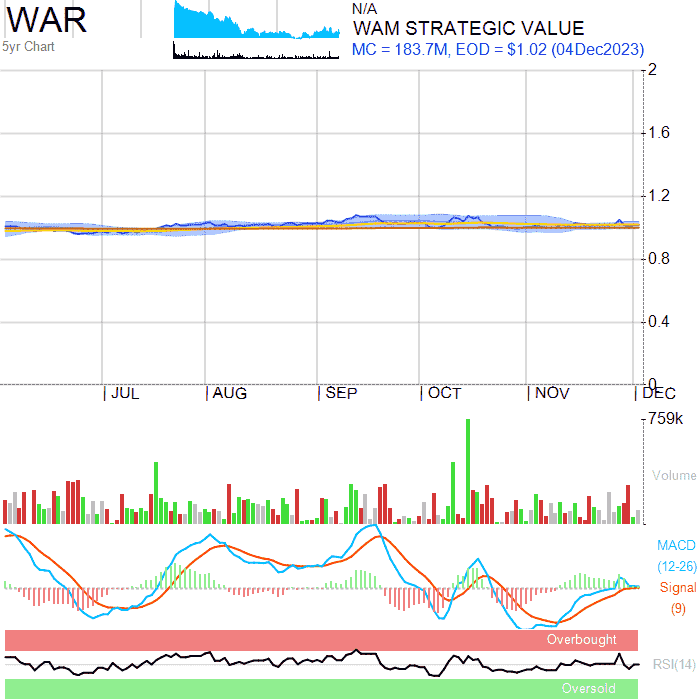 WAR
5yr Chart
N/A
WAM STRATEGIC VALUE
MC = 183.7M, EOD = $1.02 (04Dec2023)
2
1.6
1.2
0.8
0.4
0
JUL
AUG
SEP
OCT
NOV
DEC
759k
Volume
MACD
(12-26)
Signal
(9)
Overbought
RSI(14)
Oversold